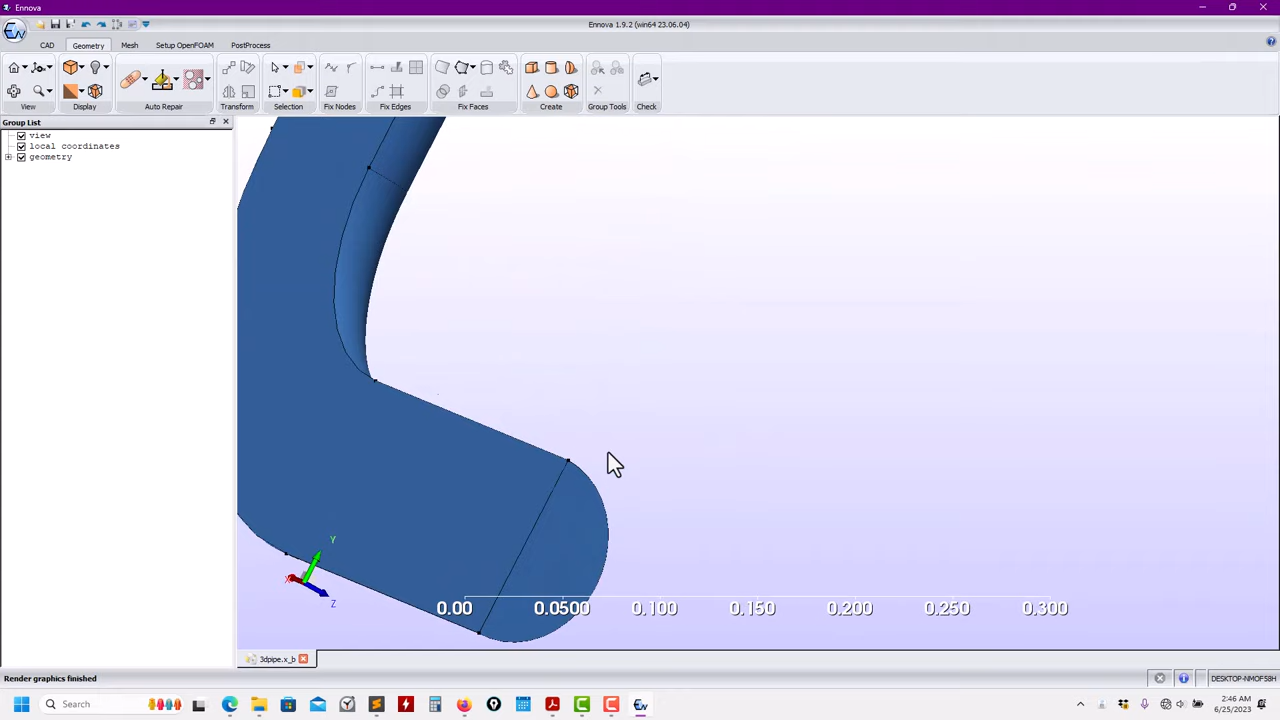 Ennova
Ennova 1.9.2 (win64 23.06.04)
CAD Geometry Mesh Setup OpenFOAM PostProcess
View Display Auto Repair Transform Selection Fix Nodes Fix Edges Fix Faces Create Group Tools Check
Group List
view
local coordinates
geometry
Y
X
Z
0.00 0.0500 0.100 0.150 0.200 0.250 0.300
3dpipe.x_b
Render graphics finished
DESKTOP-NMOF58H
Search
2:46 AM
6/25/2023